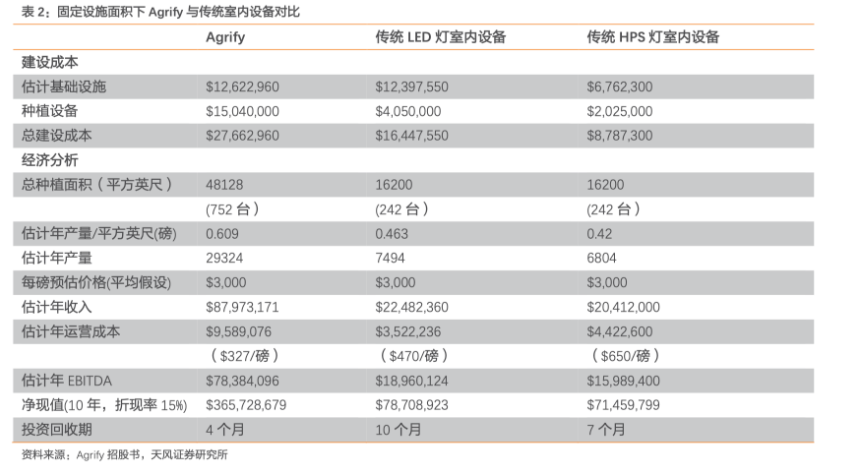 表 2：固定设施面积下 Agrify 与传统室内设备对比
Agrify 传统 LED 灯室内设备 传统 HPS 灯室内设备
建设成本
估计基础设施 $12,622,960 $12,397,550 $6,762,300
种植设备 $15,040,000 $4,050,000 $2,025,000
总建设成本 $27,662,960 $16,447,550 $8,787,300
经济分析
总种植面积（平方英尺） 48128 16200 16200
(752 台） (242 台） (242 台）
估计年产量/平方英尺(磅) 0.609 0.463 0.42
估计年产量 29324 7494 6804
每磅预估价格(平均假设) $3,000 $3,000 $3,000
估计年收入 $87,973,171 $22,482,360 $20,412,000
估计年运营成本 $9,589,076 $3,522,236 $4,422,600
（$327/磅） （$470/磅） （$650/磅）
估计年 EBITDA $78,384,096 $18,960,124 $15,989,400
净现值(10 年，折现率 15%) $365,728,679 $78,708,923 $71,459,799
投资回收期 4 个月 10 个月 7 个月
资料来源：Agrify 招股书，天风证券研究所